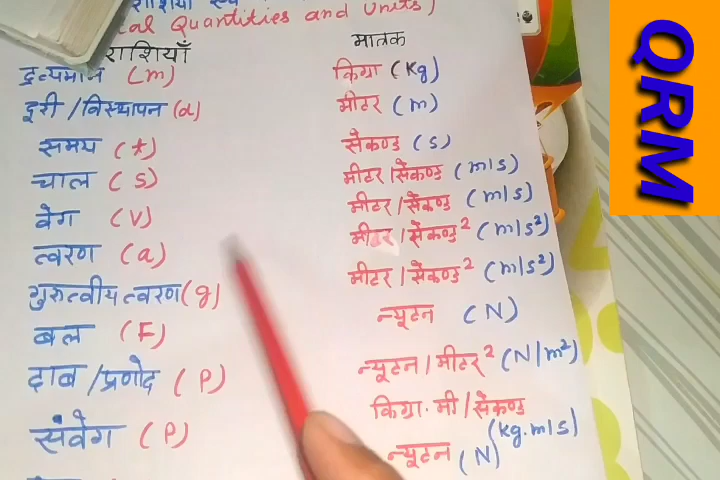 राशियाँ एवं
Quantities and Units)
राशियाँ मात्रक
द्रव्यमान (m) किग्रा (Kg)
दूरी /विस्थापन (d) मीटर (m)
समय (t) सेकण्ड (s)
चाल (s) मीटर/सेकण्ड (m/s)
वेग (v) मीटर/सेकण्ड (m/s)
त्वरण (a) मीटर/सेकण्ड² (m/s²)
गुरुत्वीय त्वरण (g) मीटर/सेकण्ड² (m/s²)
बल (F) न्यूटन (N)
दाब /प्रणोद (P) न्यूटन/मीटर² (N/m²)
संवेग (P) किग्रा. मी/सेकण्ड
(kg.m/s)
न्यूटन (N)
QRM